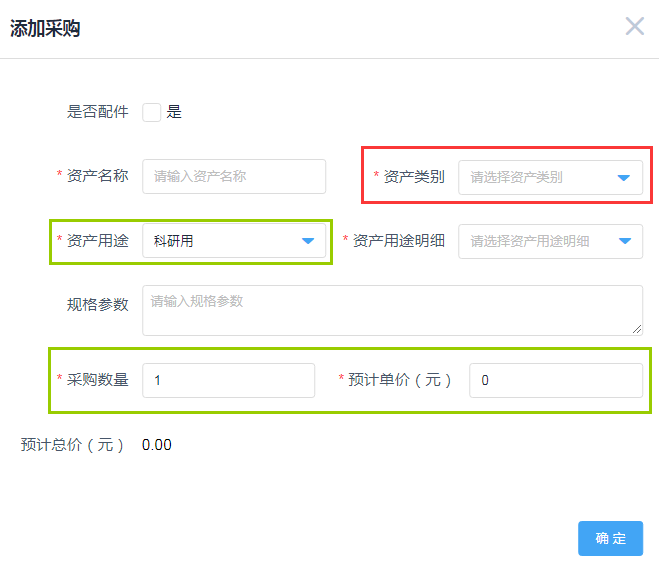 添加采购
是否配件 是
* 资产名称 请输入资产名称 * 资产类别 请选择资产类别
* 资产用途 科研用 * 资产用途明细 请选择资产用途明细
规格参数 请输入规格参数
* 采购数量 1 * 预计单价（元） 0
预计总价（元） 0.00
确定